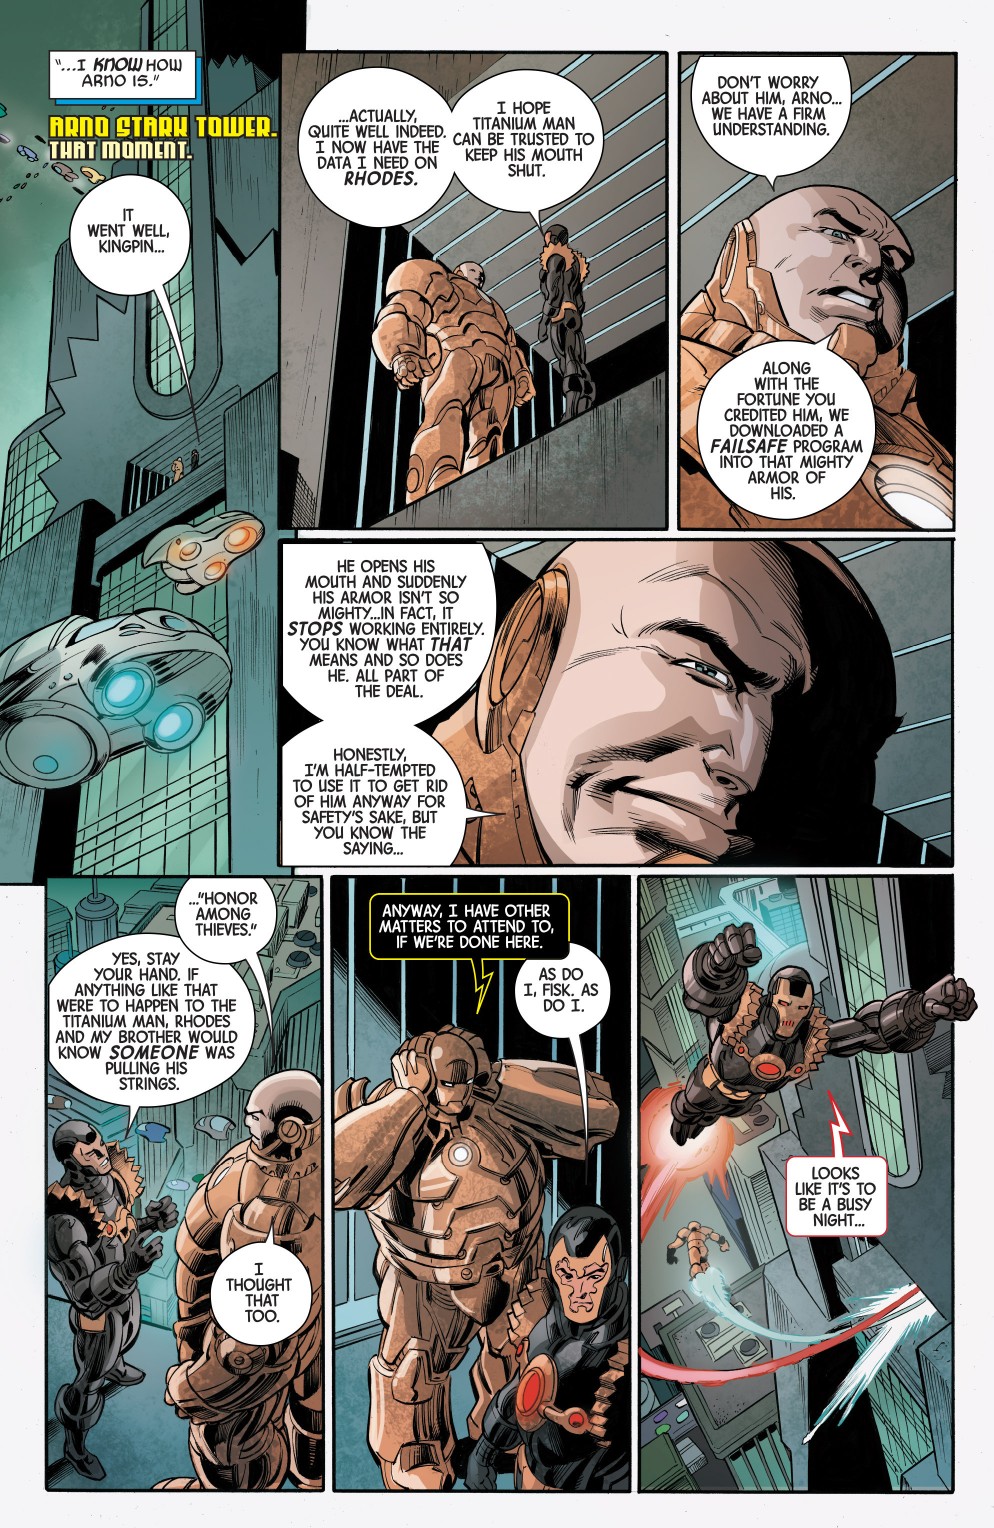 "...I KNOW HOW
ARNO IS."
ARNO STARK TOWER.
THAT MOMENT.
IT
WENT WELL,
KINGPIN...
...ACTUALLY,
QUITE WELL INDEED.
I NOW HAVE THE
DATA I NEED ON
RHODES.
I HOPE
TITANIUM MAN
CAN BE TRUSTED TO
KEEP HIS MOUTH
SHUT.
DON'T WORRY
ABOUT HIM, ARNO...
WE HAVE A FIRM
UNDERSTANDING.
ALONG
WITH THE
FORTUNE YOU
CREDITED HIM, WE
DOWNLOADED A
FAILSAFE PROGRAM
INTO THAT MIGHTY
ARMOR OF
HIS.
HE OPENS HIS
MOUTH AND SUDDENLY
HIS ARMOR ISN'T SO
MIGHTY...IN FACT, IT
STOPS WORKING ENTIRELY.
YOU KNOW WHAT THAT
MEANS AND SO DOES
HE. ALL PART OF
THE DEAL.
HONESTLY,
I'M HALF-TEMPTED
TO USE IT TO GET RID
OF HIM ANYWAY FOR
SAFETY'S SAKE, BUT
YOU KNOW THE
SAYING...
..."HONOR
AMONG
THIEVES."
YES, STAY
YOUR HAND. IF
ANYTHING LIKE THAT
WERE TO HAPPEN TO THE
TITANIUM MAN, RHODES
AND MY BROTHER WOULD
KNOW SOMEONE WAS
PULLING HIS
STRINGS.
I
THOUGHT
THAT
TOO.
ANYWAY, I HAVE OTHER
MATTERS TO ATTEND TO,
IF WE'RE DONE HERE.
AS DO
I, FISK. AS
DO I.
LOOKS
LIKE IT'S TO
BE A BUSY
NIGHT...